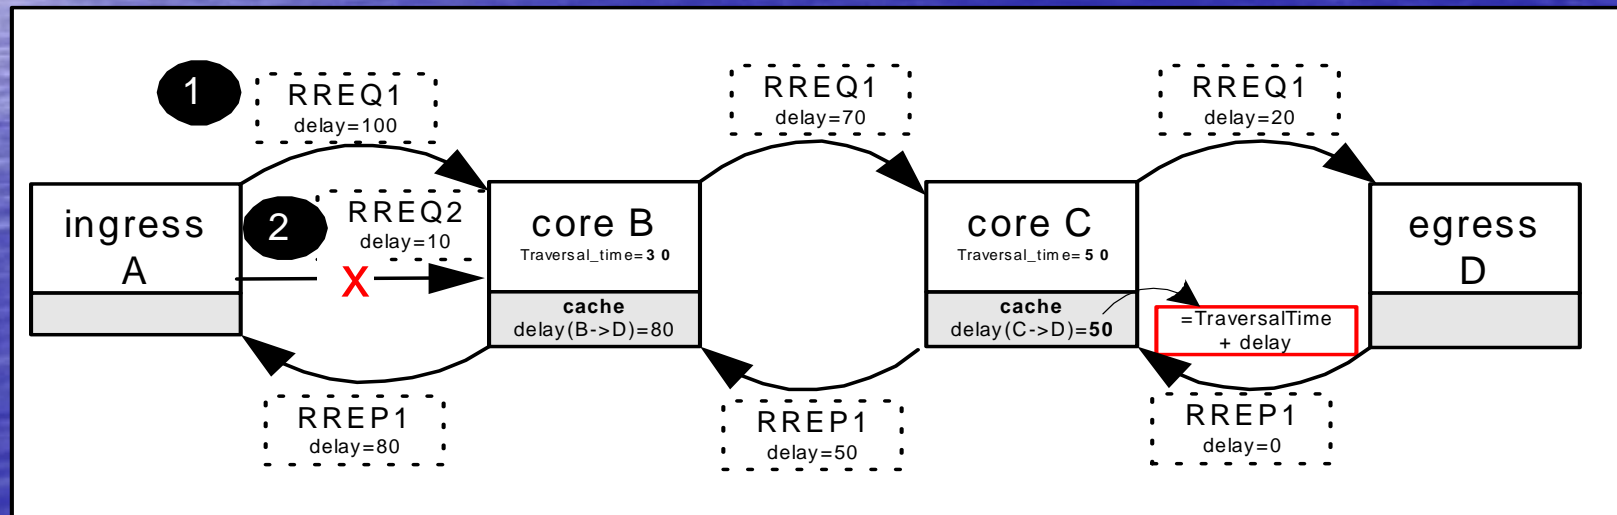 1
RREQ1
delay=100
RREQ1
delay=70
RREQ1
delay=20
ingress
A
2
RREQ2
delay=10
X
core B
Traversal_time=30
cache
delay(B->D)=80
core C
Traversal_time=50
cache
delay(C->D)=50
=TraversalTime
+ delay
egress
D
RREP1
delay=80
RREP1
delay=50
RREP1
delay=0